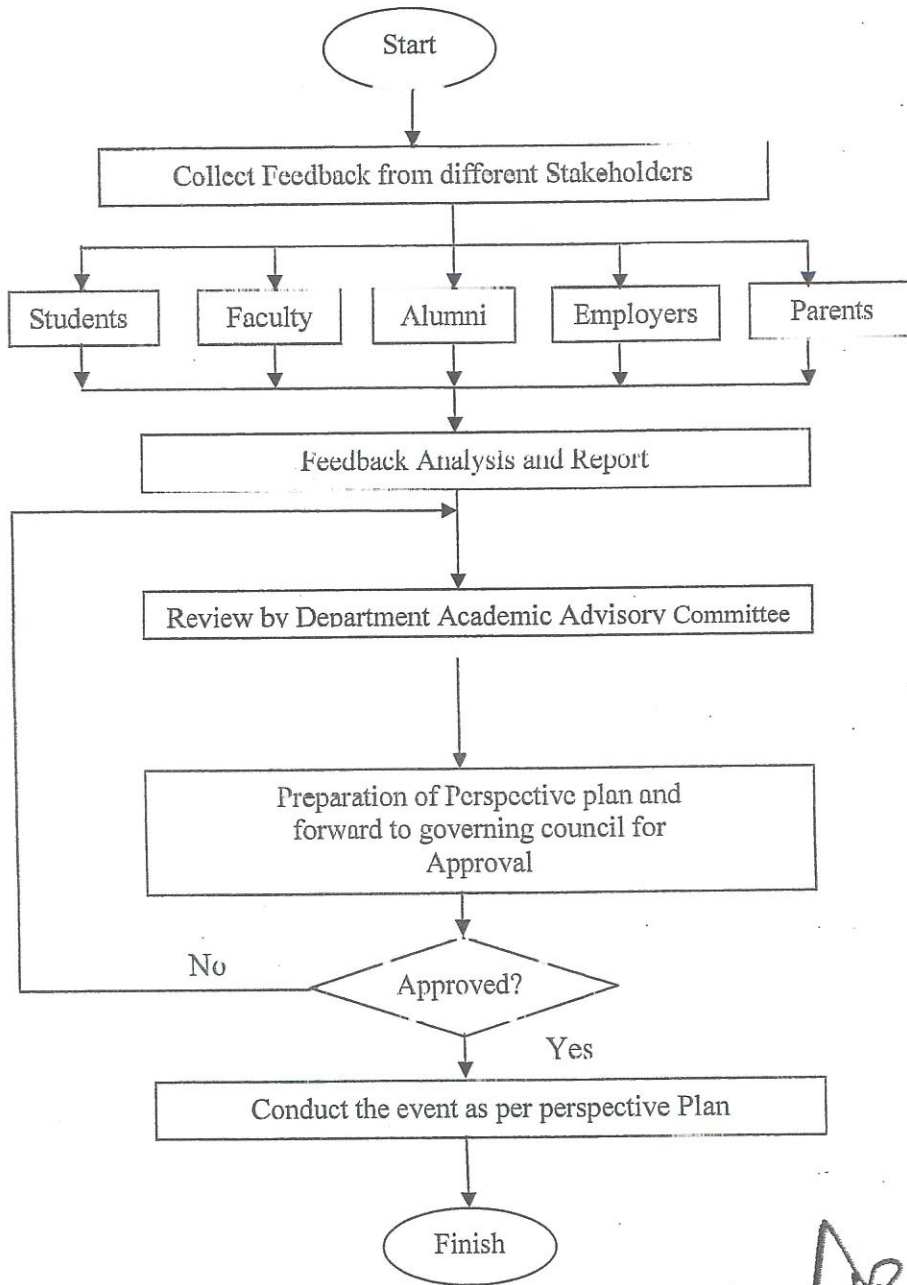 Start
Collect Feedback from different Stakeholders
Students Faculty Alumni Employers Parents
Feedback Analysis and Report
Review by Department Academic Advisory Committee
Preparation of Perspective plan and
forward to governing council for
Approval
No
Approved?
Yes
Conduct the event as per perspective Plan
Finish